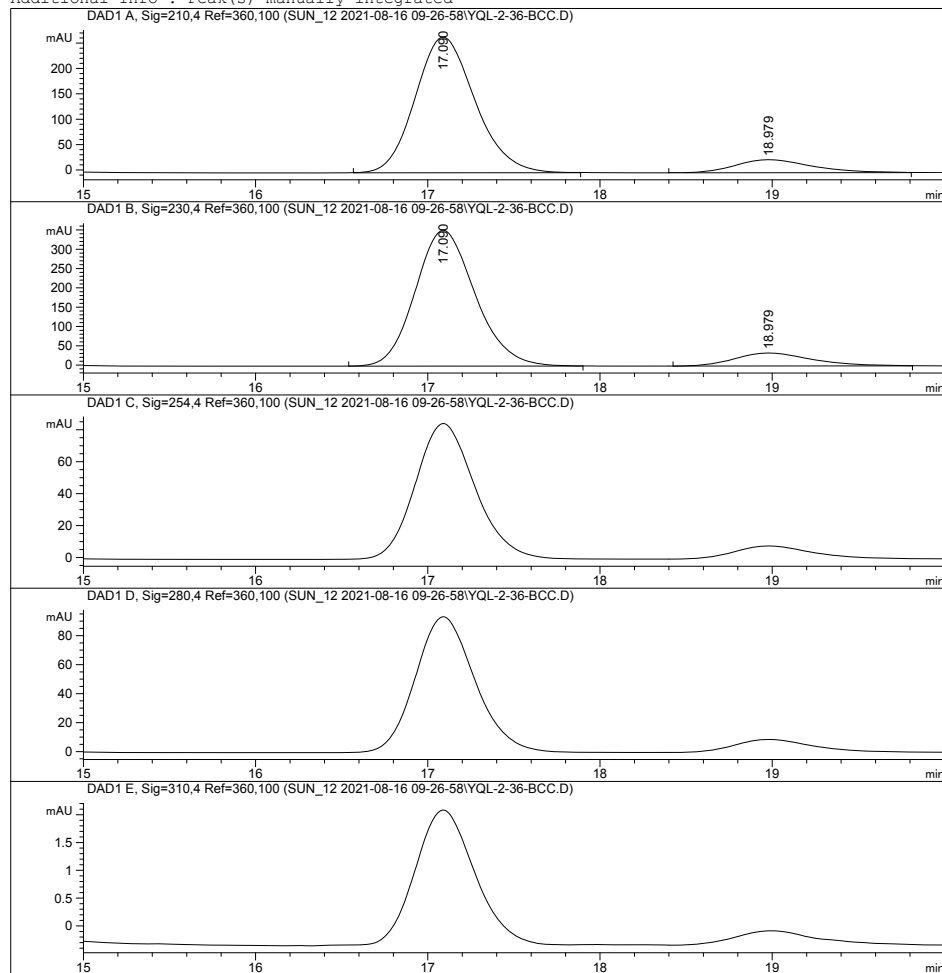 Additional Info : Peak(s) manually integrated
DAD1 A, Sig=210,4 Ref=360,100 (SUN_12 2021-08-16 09-26-58\YQL-2-36-BCC.D)
mAU
17.090
200
150
18.979
100
50
0
15 16 17 18 19 min
DAD1 B, Sig=230,4 Ref=360,100 (SUN_12 2021-08-16 09-26-58\YQL-2-36-BCC.D)
mAU
17.090
300
250
200
18.979
150
100
50
0
15 16 17 18 19 min
DAD1 C, Sig=254,4 Ref=360,100 (SUN_12 2021-08-16 09-26-58\YQL-2-36-BCC.D)
mAU
60
40
20
0
15 16 17 18 19 min
DAD1 D, Sig=280,4 Ref=360,100 (SUN_12 2021-08-16 09-26-58\YQL-2-36-BCC.D)
mAU
80
60
40
20
0
15 16 17 18 19 min
DAD1 E, Sig=310,4 Ref=360,100 (SUN_12 2021-08-16 09-26-58\YQL-2-36-BCC.D)
mAU
1.5
1
0.5
0
15 16 17 18 19 min